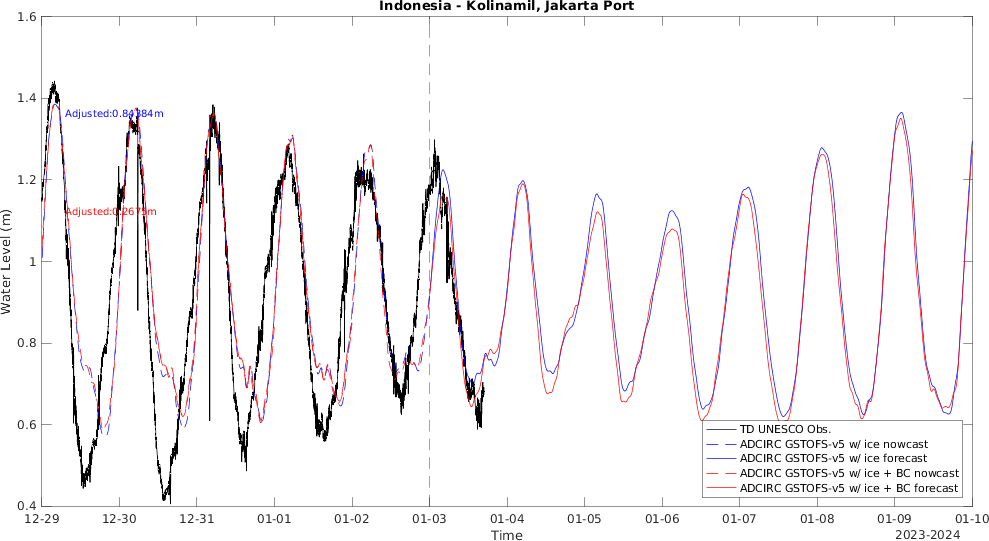 Indonesia - Kolinamil, Jakarta Port
1.6
1.4
1.2
1
0.8
0.6
0.4
Water Level (m)
Adjusted:0.84384m
Adjusted:0.2675m
TD UNESCO Obs.
ADCIRC GSTOFS-v5 w/ ice nowcast
ADCIRC GSTOFS-v5 w/ ice forecast
ADCIRC GSTOFS-v5 w/ ice + BC nowcast
ADCIRC GSTOFS-v5 w/ ice + BC forecast
12-29 12-30 12-31 01-01 01-02 01-03 01-04 01-05 01-06 01-07 01-08 01-09 01-10
Time
2023-2024